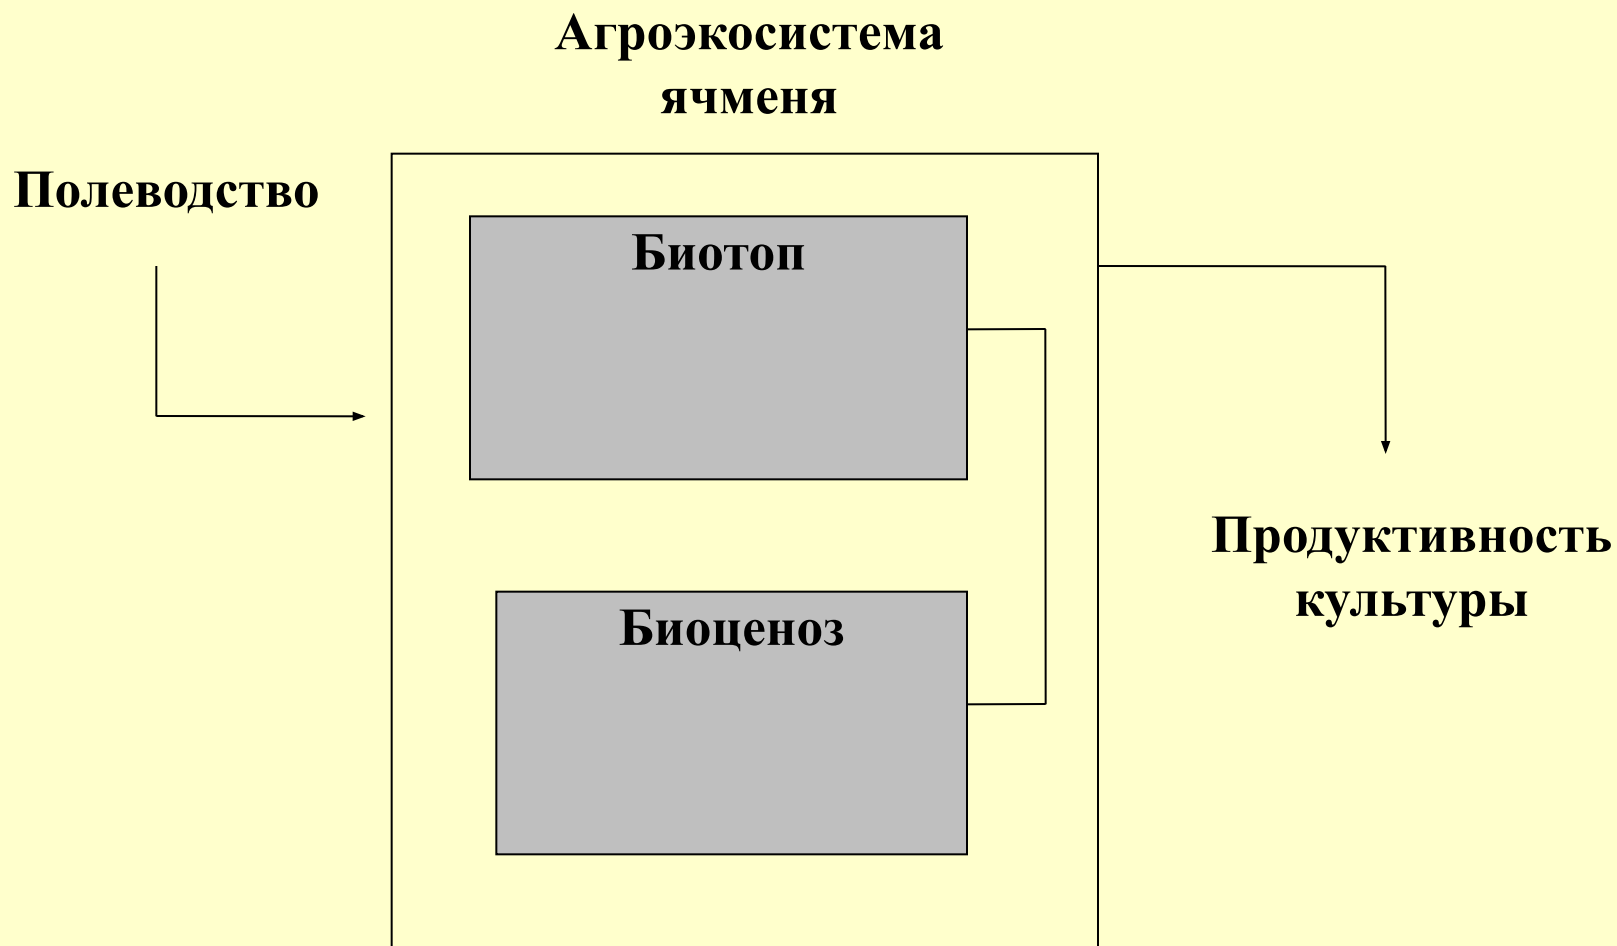 Агроэкосистема
ячменя
Полеводство
Биотоп
Биоценоз
Продуктивность
культуры